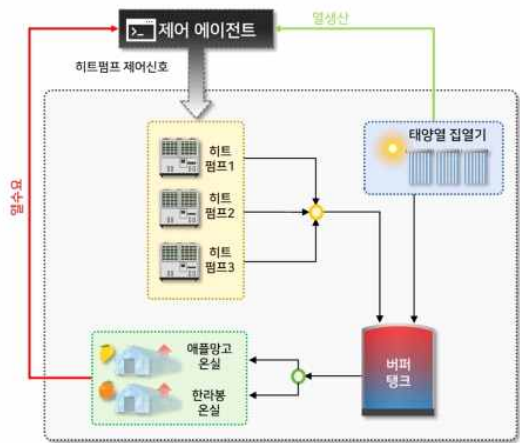 제어 에이전트
열생산
히트펌프 제어신호
태양열 집열기
히트
펌프1
히트
펌프2
히트
펌프3
열수요
애플망고
온실
한라봉
온실
버퍼
탱크